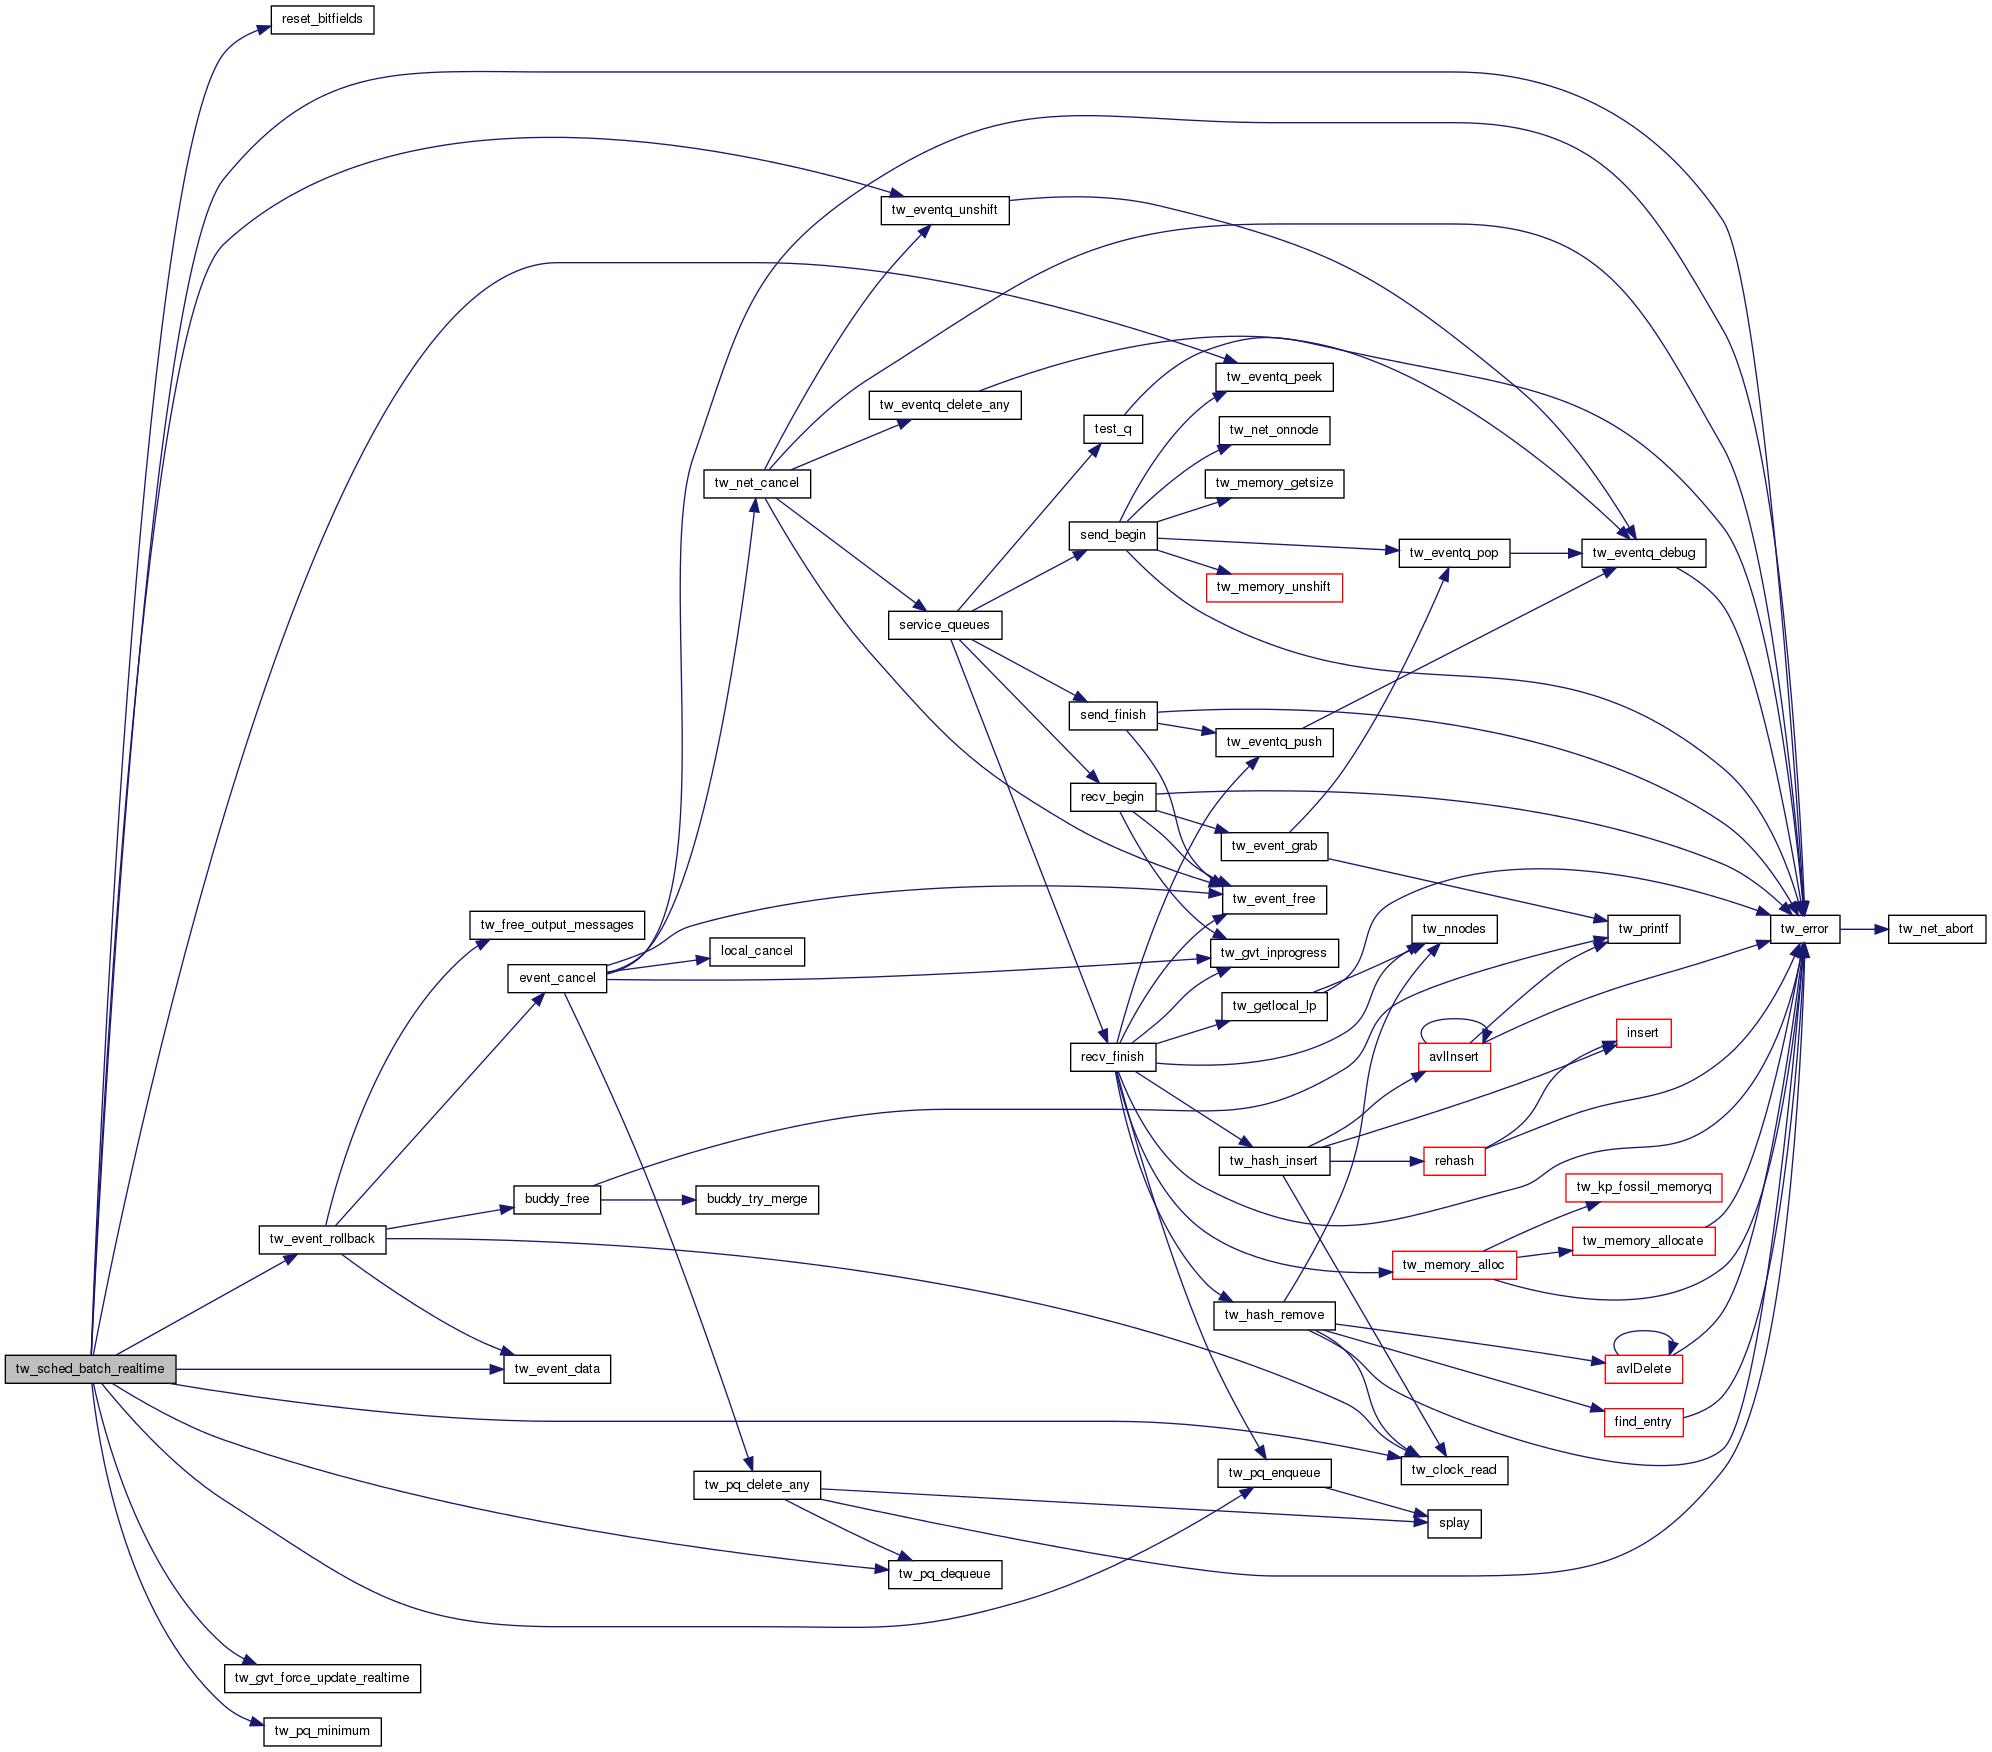 reset_bitfields
tw_eventq_unshift
tw_eventq_peek
tw_eventq_delete_any
test_q
tw_net_onnode
tw_net_cancel
tw_memory_getsize
send_begin
tw_eventq_pop
tw_eventq_debug
tw_memory_unshift
service_queues
send_finish
tw_eventq_push
recv_begin
tw_event_grab
tw_event_free
tw_free_output_messages
tw_nnodes
tw_printf
tw_error
tw_net_abort
local_cancel
tw_gvt_inprogress
event_cancel
tw_getlocal_lp
insert
recv_finish
avlInsert
tw_hash_insert
rehash
tw_kp_fossil_memoryq
buddy_free
buddy_try_merge
tw_event_rollback
tw_memory_allocate
tw_memory_alloc
tw_hash_remove
tw_sched_batch_realtime
tw_event_data
avlDelete
find_entry
tw_pq_enqueue
tw_clock_read
tw_pq_delete_any
splay
tw_pq_dequeue
tw_gvt_force_update_realtime
tw_pq_minimum